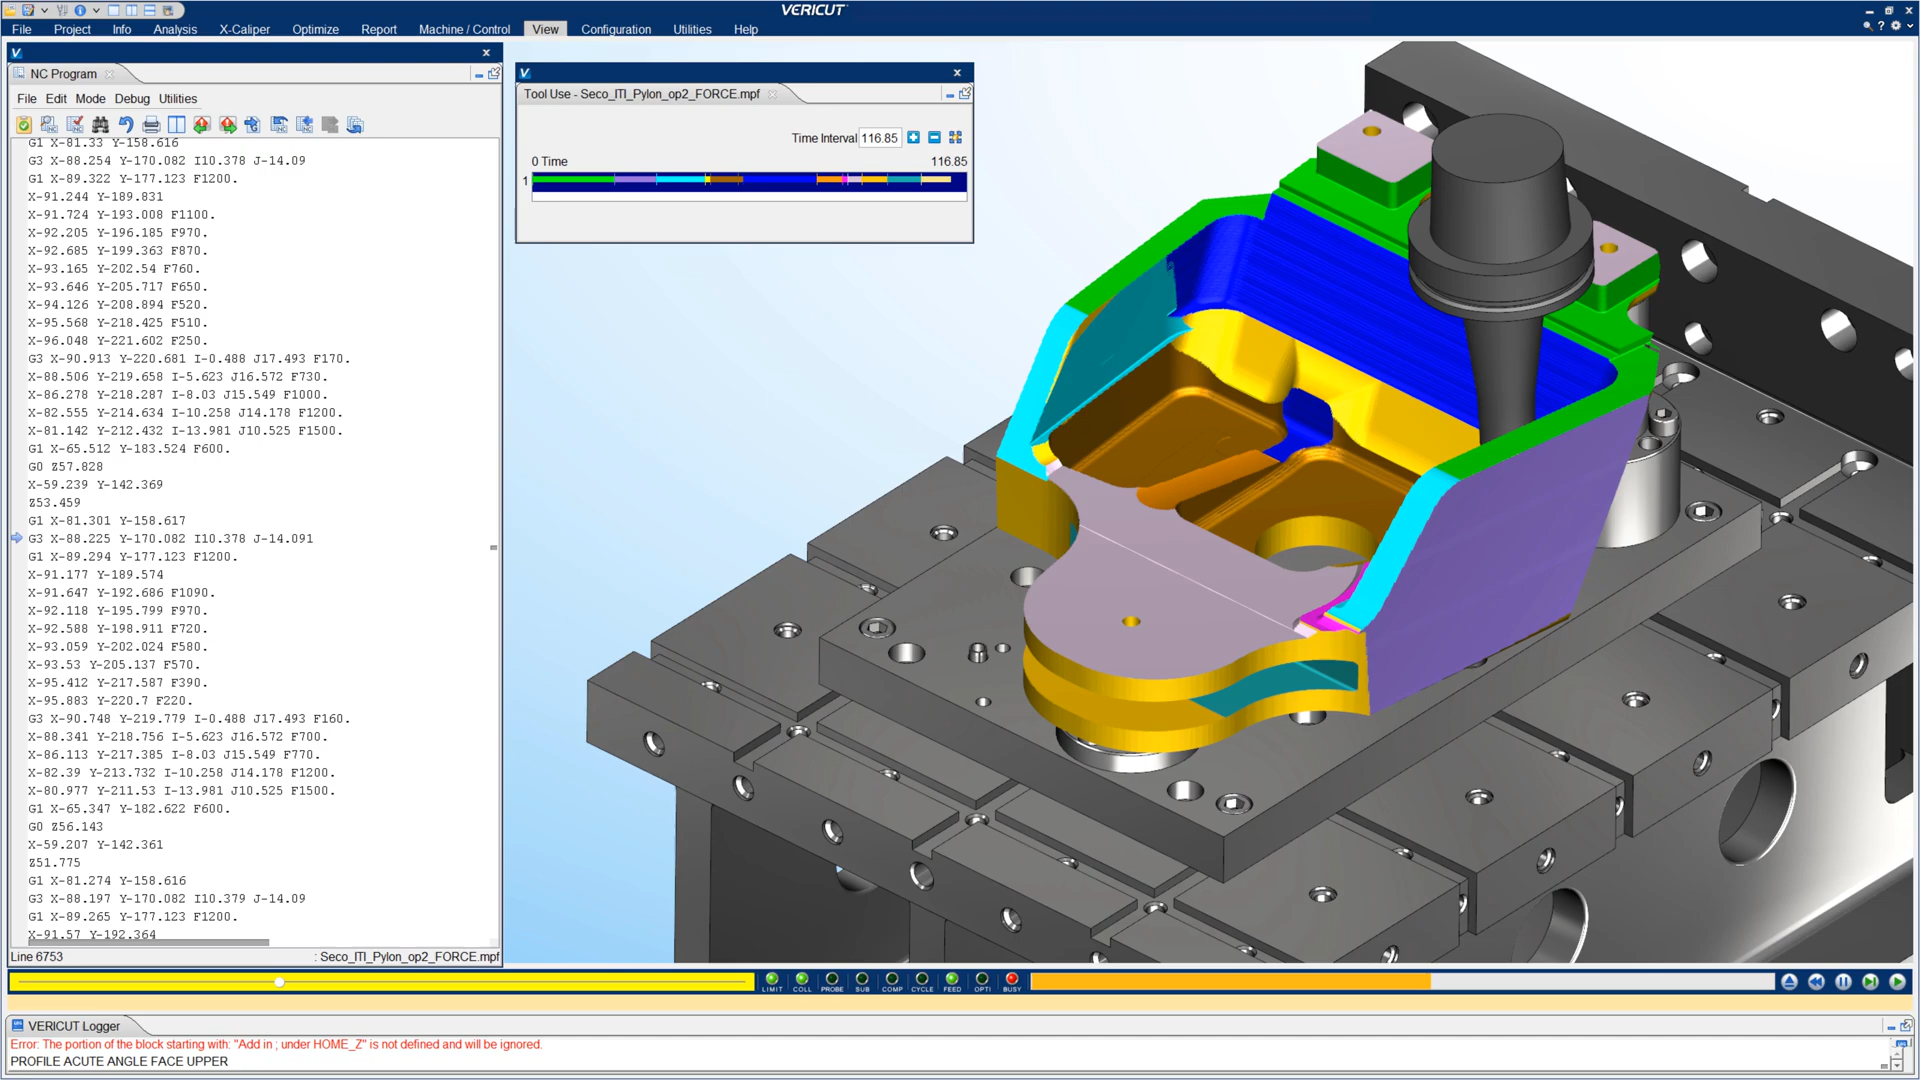 VERICUT
File Project Info Analysis X-Caliper Optimize Report Machine / Control View Configuration Utilities Help
NC Program
File Edit Mode Debug Utilities
G1 X-81.33 Y-158.616
G3 X-88.254 Y-170.082 I10.378 J-14.09
G1 X-89.322 Y-177.123 F1200.
X-91.244 Y-189.831
X-91.724 Y-193.008 F1100.
X-92.205 Y-196.185 F970.
X-92.685 Y-199.363 F870.
X-93.165 Y-202.54 F760.
X-93.646 Y-205.717 F650.
X-94.126 Y-208.894 F520.
X-95.568 Y-218.425 F510.
X-96.048 Y-221.602 F250.
G3 X-90.913 Y-220.681 I-0.488 J17.493 F170.
X-88.506 Y-219.658 I-5.623 J16.572 F730.
X-86.278 Y-218.287 I-8.03 J15.549 F1000.
X-82.555 Y-214.634 I-10.258 J14.178 F1200.
X-81.142 Y-212.432 I-13.981 J10.525 F1500.
G1 X-65.512 Y-183.524 F600.
G0 Z57.828
X-59.239 Y-142.369
Z53.459
G1 X-81.301 Y-158.617
G3 X-88.225 Y-170.082 I10.378 J-14.091
G1 X-89.294 Y-177.123 F1200.
X-91.177 Y-189.574
X-91.647 Y-192.686 F1090.
X-92.118 Y-195.799 F970.
X-92.588 Y-198.911 F720.
X-93.059 Y-202.024 F580.
X-93.53 Y-205.137 F570.
X-95.412 Y-217.587 F390.
X-95.883 Y-220.7 F220.
G3 X-90.748 Y-219.779 I-0.488 J17.493 F160.
X-88.341 Y-218.756 I-5.623 J16.572 F700.
X-86.113 Y-217.385 I-8.03 J15.549 F770.
X-82.39 Y-213.732 I-10.258 J14.178 F1200.
X-80.977 Y-211.53 I-13.981 J10.525 F1500.
G1 X-65.347 Y-182.622 F600.
G0 Z56.143
X-59.207 Y-142.361
Z51.775
G1 X-81.274 Y-158.616
G3 X-88.197 Y-170.082 I10.379 J-14.09
G1 X-89.265 Y-177.123 F1200.
X-91.57 Y-192.364
Line 6753 : Seco_ITI_Pylon_op2_FORCE.mpf
Tool Use - Seco_ITI_Pylon_op2_FORCE.mpf
Time Interval 116.85
0 Time 116.85
1
LIMIT COLL PROBE SUB COMP CYCLE FEED OPTI BUSY
VERICUT Logger
Error: The portion of the block starting with: "Add in ; under HOME_Z" is not defined and will be ignored.
PROFILE ACUTE ANGLE FACE UPPER